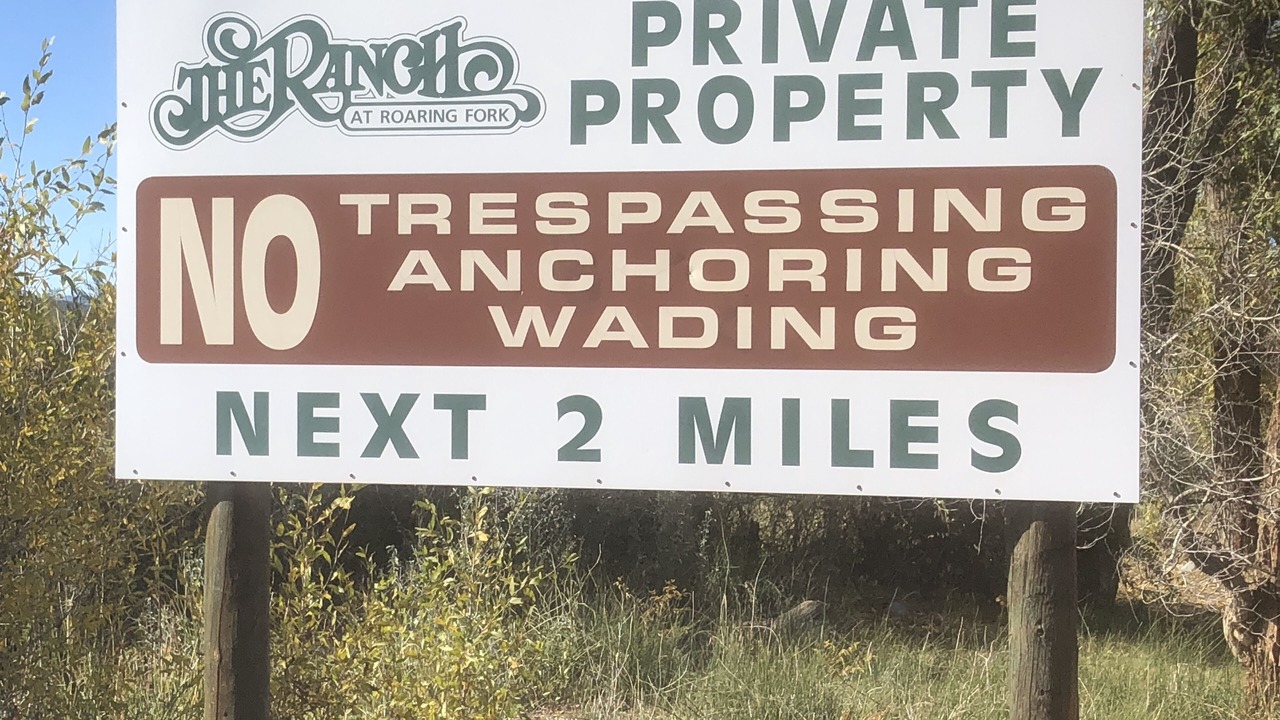 THE RANCH
AT ROARING FORK
PRIVATE
PROPERTY
NO TRESPASSING
ANCHORING
WADING
NEXT 2 MILES